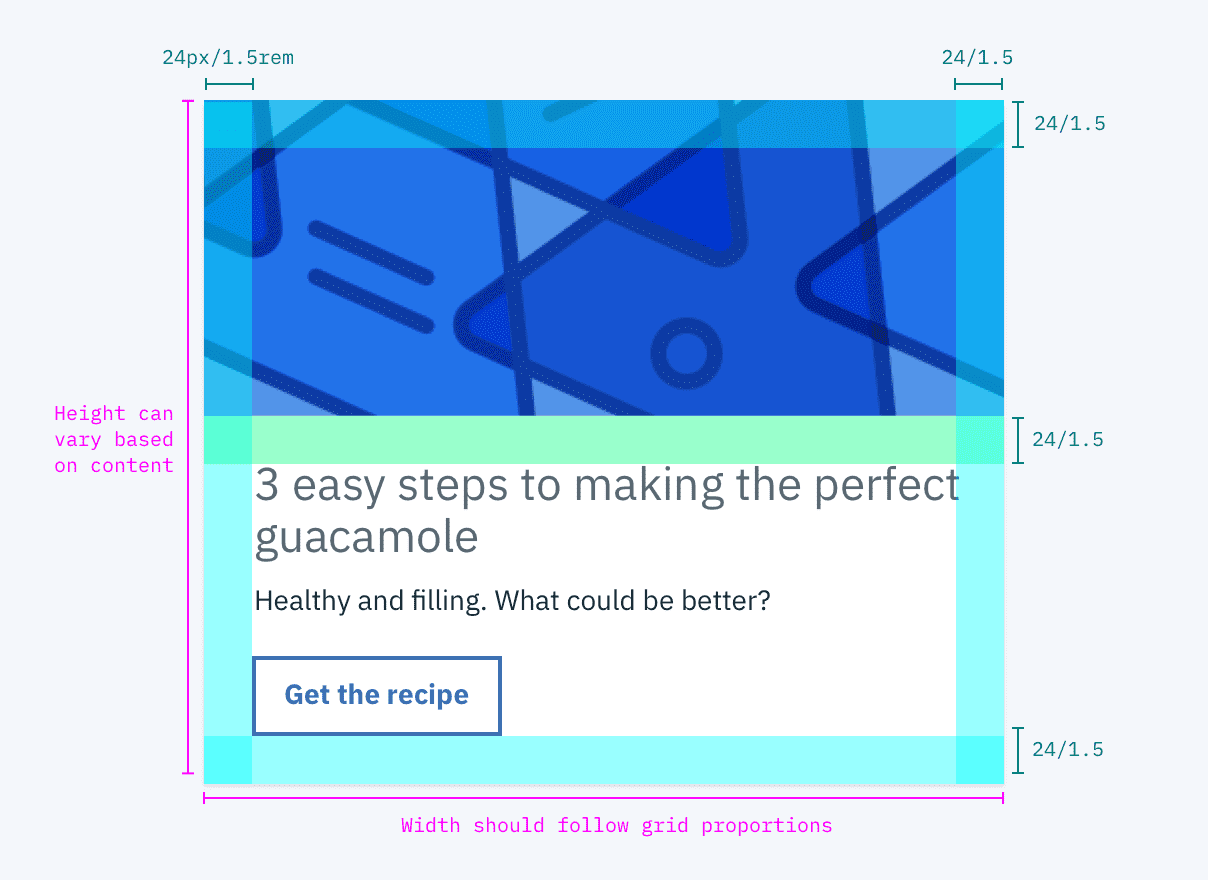 24px/1.5rem
24/1.5
24/1.5
Height can
vary based
on content
24/1.5
3 easy steps to making the perfect
guacamole
Healthy and filling. What could be better?
Get the recipe
24/1.5
Width should follow grid proportions